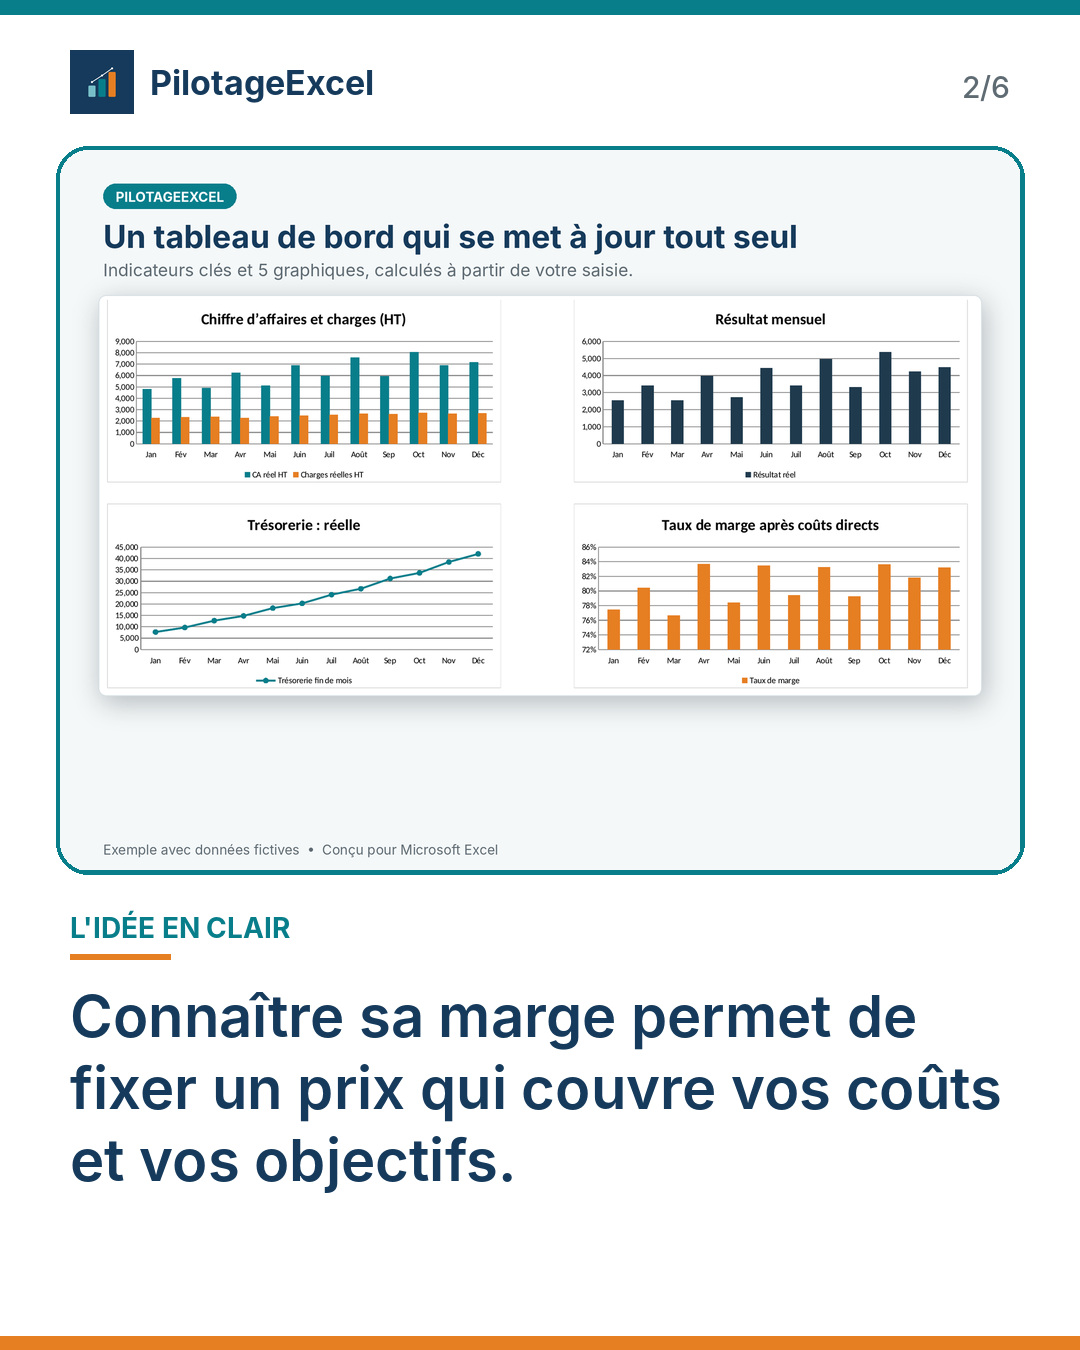 PilotageExcel
2/6
PILOTAGEEXCEL
Un tableau de bord qui se met à jour tout seul
Indicateurs clés et 5 graphiques, calculés à partir de votre saisie.
Chiffre d’affaires et charges (HT)
9,000
8,000
7,000
6,000
5,000
4,000
3,000
2,000
1,000
0
Jan Fév Mar Avr Mai Juin Juil Août Sep Oct Nov Déc
CA réel HT Charges réelles HT
Résultat mensuel
6,000
5,000
4,000
3,000
2,000
1,000
0
Jan Fév Mar Avr Mai Juin Juil Août Sep Oct Nov Déc
Résultat réel
Trésorerie : réelle
45,000
40,000
35,000
30,000
25,000
20,000
15,000
10,000
5,000
0
Jan Fév Mar Avr Mai Juin Juil Août Sep Oct Nov Déc
Trésorerie fin de mois
Taux de marge après coûts directs
86%
84%
82%
80%
78%
76%
74%
72%
Jan Fév Mar Avr Mai Juin Juil Août Sep Oct Nov Déc
Taux de marge
Exemple avec données fictives • Conçu pour Microsoft Excel
L'IDÉE EN CLAIR
Connaître sa marge permet de
fixer un prix qui couvre vos coûts
et vos objectifs.